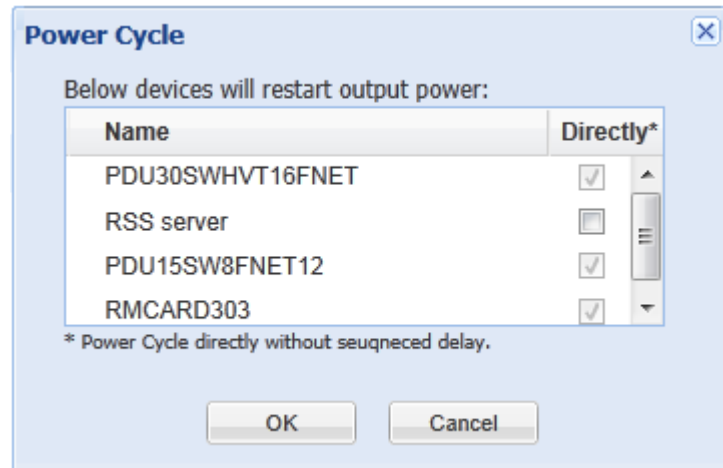 Power Cycle
Below devices will restart output power:
Name Directly*
PDU30SWHVT16FNET
RSS server
PDU15SW8FNET12
RMCARD303
* Power Cycle directly without seuqneced delay.
OK Cancel